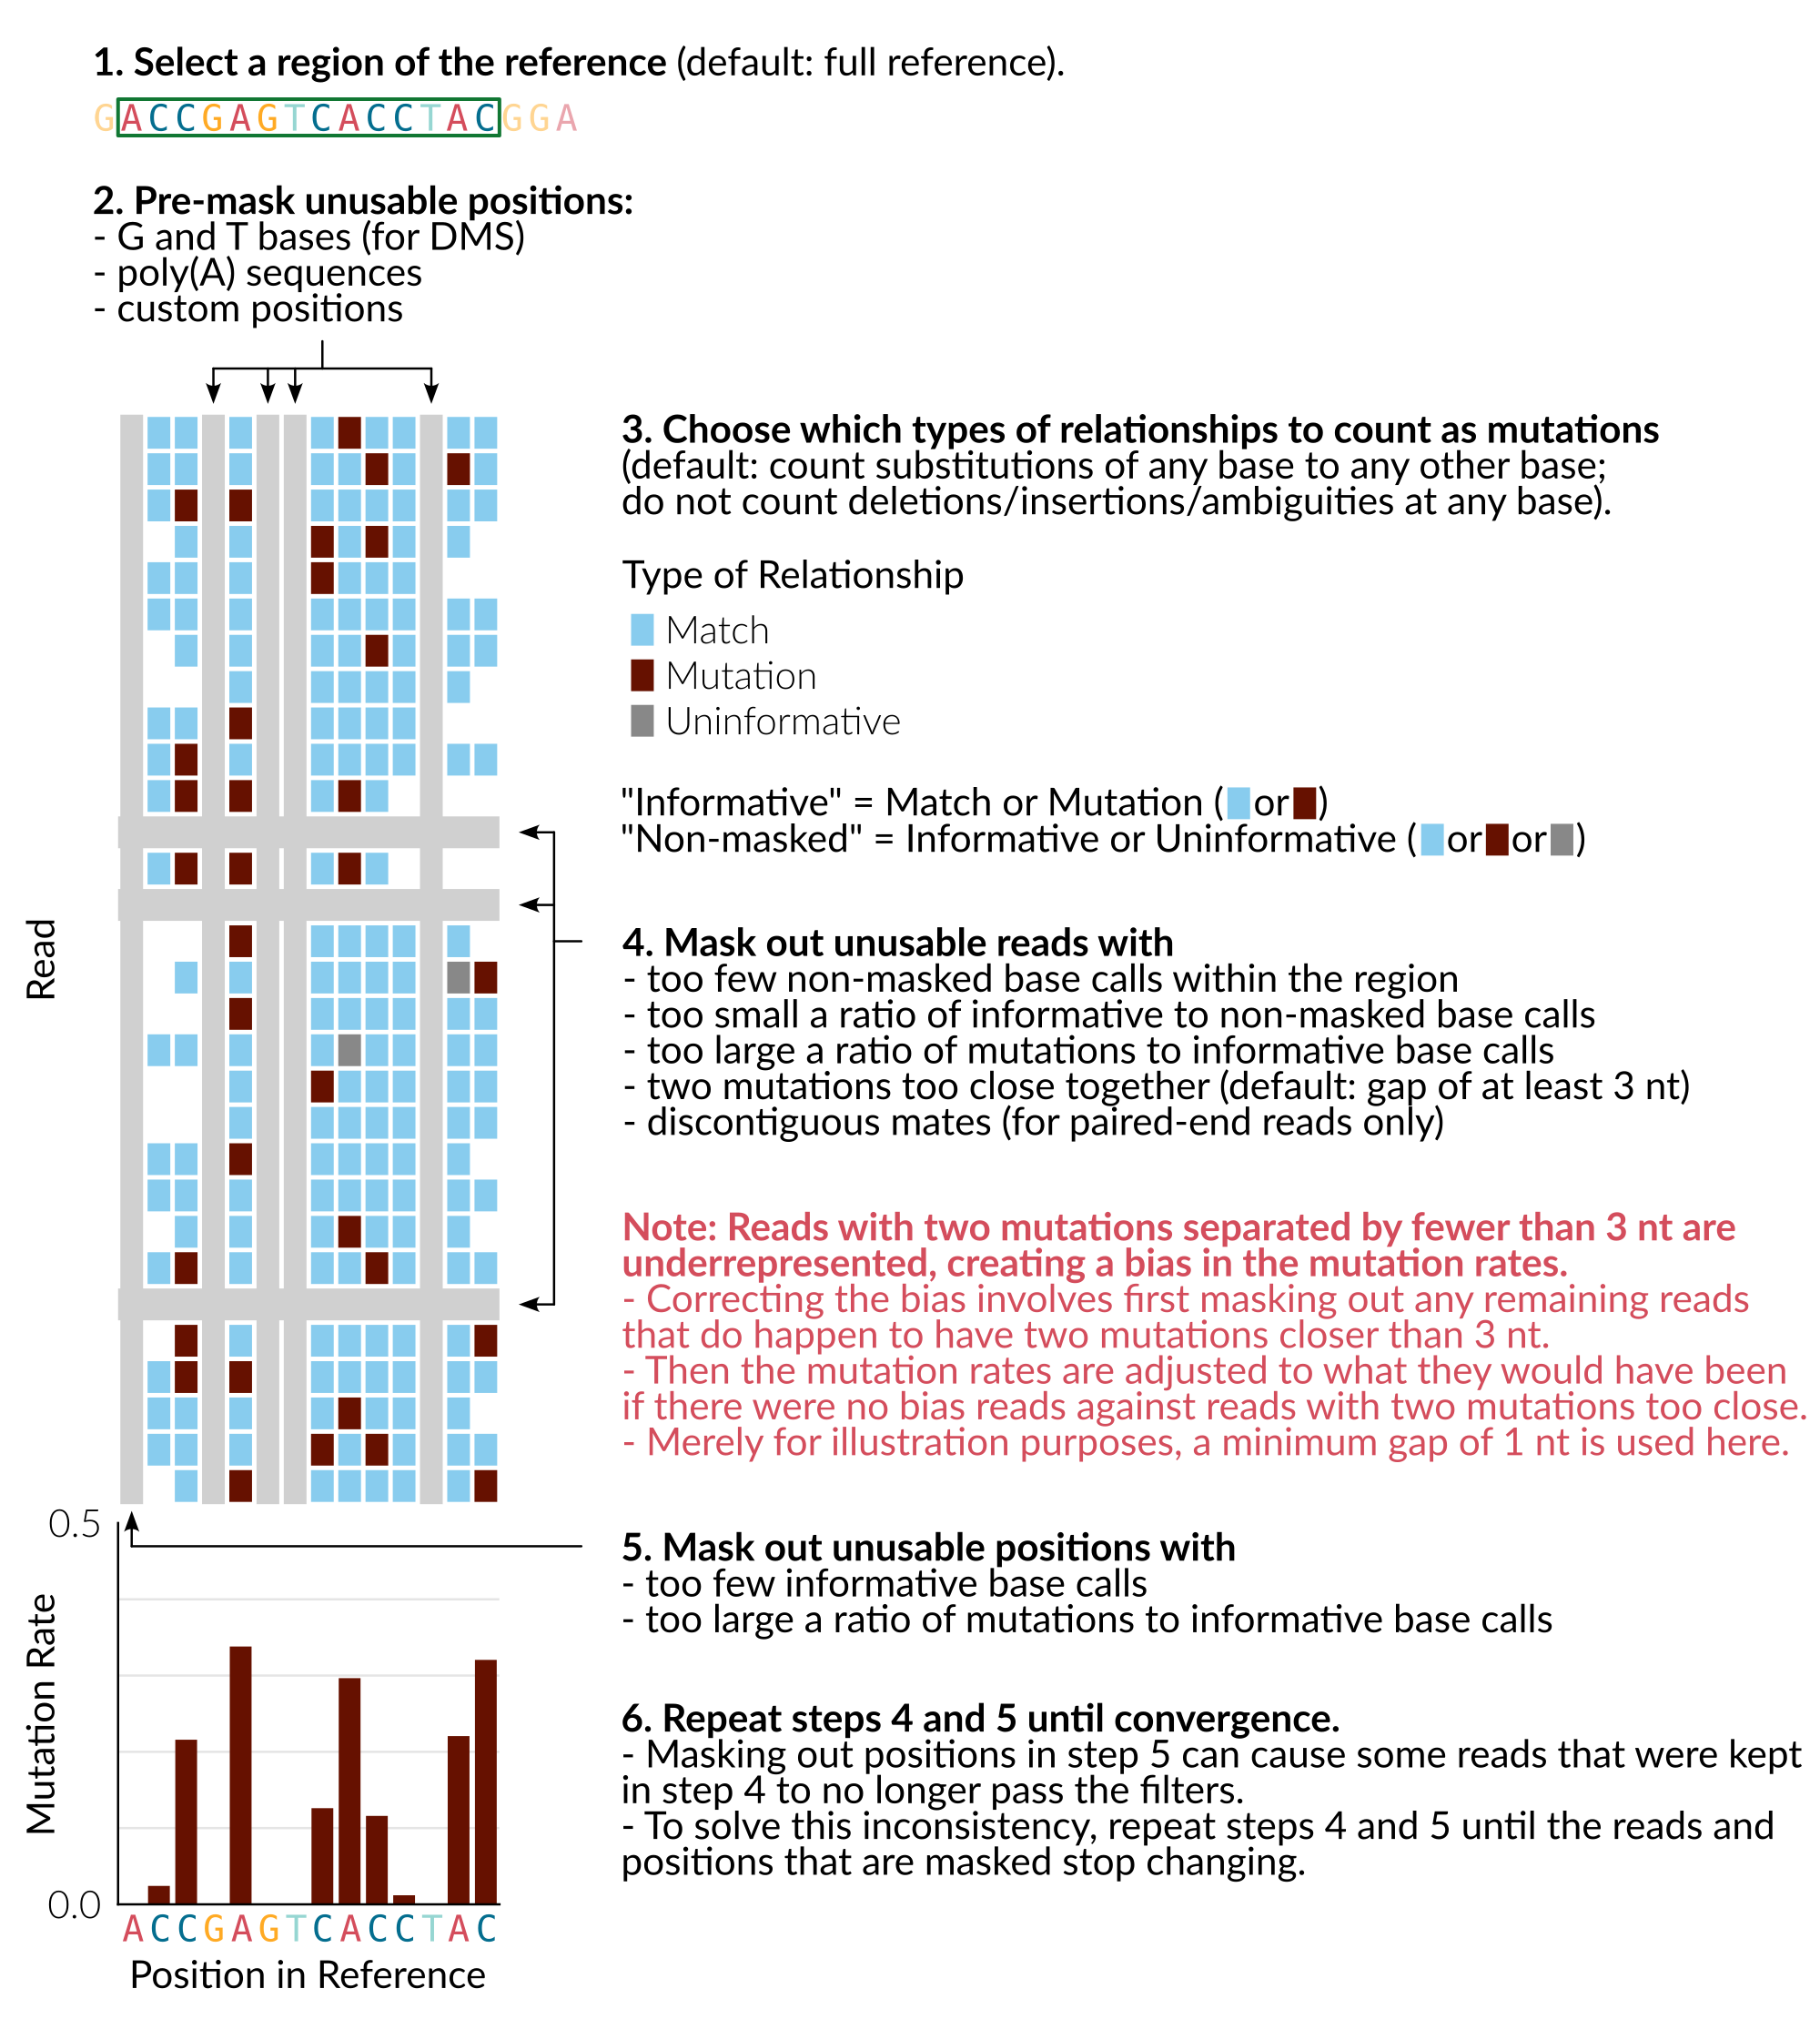 1. Select a region of the reference (default: full reference).
GACCGAGTCACCTACGGA
2. Pre-mask unusable positions:
- G and T bases (for DMS)
- poly(A) sequences
- custom positions
3. Choose which types of relationships to count as mutations
(default: count substitutions of any base to any other base;
do not count deletions/insertions/ambiguities at any base).
Type of Relationship
Match
Mutation
Uninformative
"Informative" = Match or Mutation ( or )
"Non-masked" = Informative or Uninformative ( or or )
Read
4. Mask out unusable reads with
- too few non-masked base calls within the region
- too small a ratio of informative to non-masked base calls
- too large a ratio of mutations to informative base calls
- two mutations too close together (default: gap of at least 3 nt)
- discontiguous mates (for paired-end reads only)
Note: Reads with two mutations separated by fewer than 3 nt are
underrepresented, creating a bias in the mutation rates.
- Correcting the bias involves first masking out any remaining reads
that do happen to have two mutations closer than 3 nt.
- Then the mutation rates are adjusted to what they would have been
if there were no bias reads against reads with two mutations too close.
- Merely for illustration purposes, a minimum gap of 1 nt is used here.
5. Mask out unusable positions with
- too few informative base calls
- too large a ratio of mutations to informative base calls
6. Repeat steps 4 and 5 until convergence.
- Masking out positions in step 5 can cause some reads that were kept
in step 4 to no longer pass the filters.
- To solve this inconsistency, repeat steps 4 and 5 until the reads and
positions that are masked stop changing.
0.5
Mutation Rate
0.0
ACCGAGTCACCTAC
Position in Reference